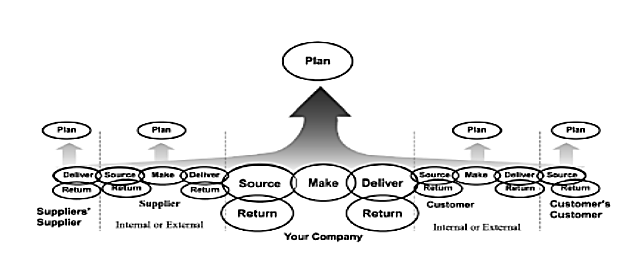 Plan
Plan Plan Plan Plan
Deliver Source Make Deliver Source Make Deliver Source Make Deliver Source
Return Return Return Return Return Return Return Return
Suppliers' Supplier Customer Customer's
Supplier Internal or External Internal or External Customer
Your Company